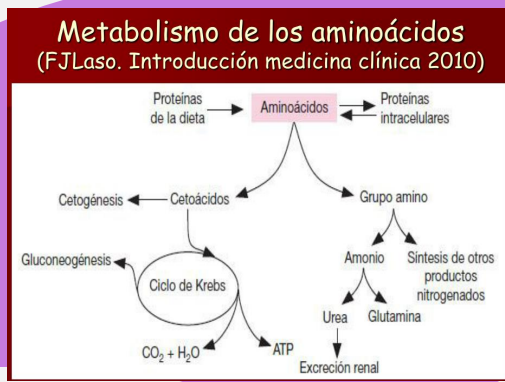 Metabolismo de los aminoácidos
(FJLaso. Introducción medicina clínica 2010)
Proteínas
de la dieta
Aminoácidos
Proteínas
intracelulares
Cetogénesis
Cetoácidos
Grupo amino
Gluconeogénesis
Ciclo de Krebs
Amonio
Síntesis de otros
productos
nitrogenados
Urea
Glutamina
CO₂ + H₂O
ATP
Excreción renal